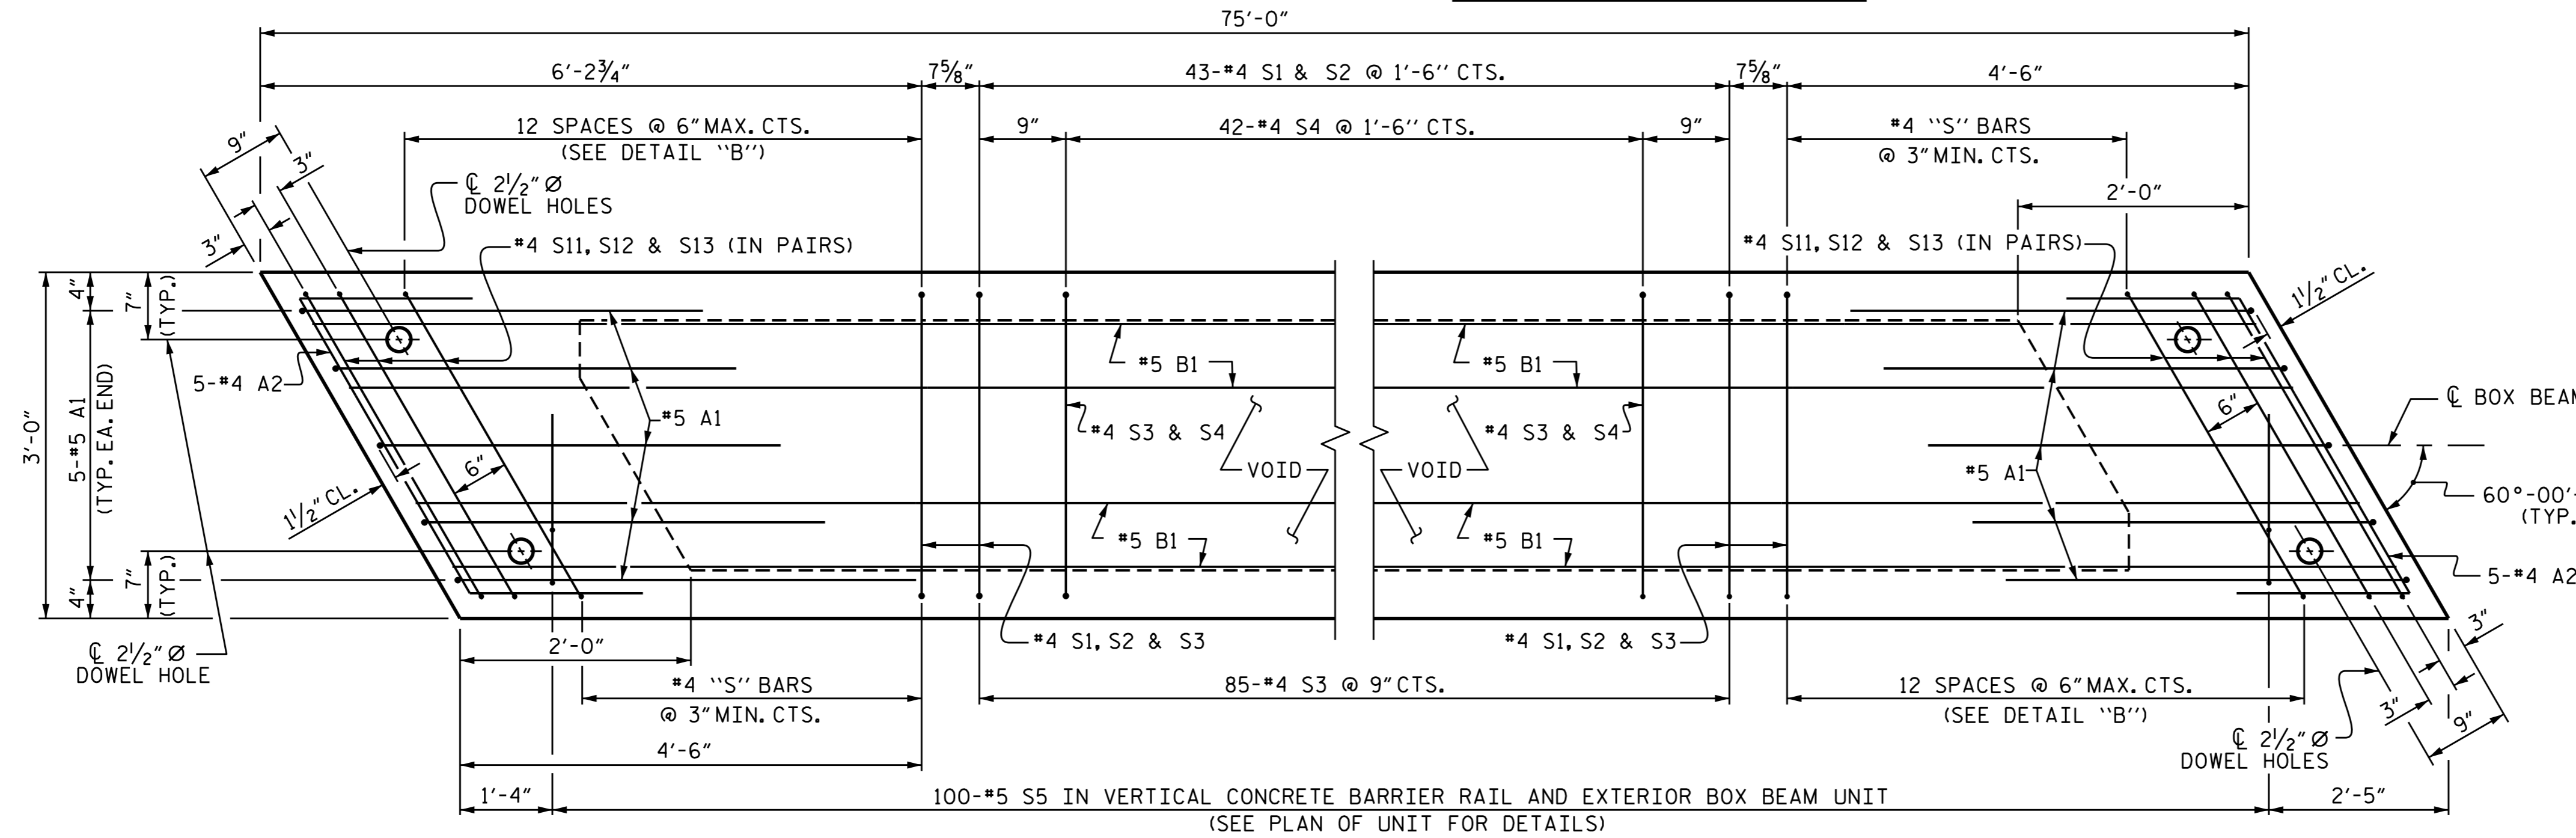 75'-0"
6'-2¾"
7⅝"
43-#4 S1 & S2 @ 1'-6" CTS.
7⅝"
4'-6"
9"
12 SPACES @ 6" MAX. CTS.
(SEE DETAIL "B")
9"
42-#4 S4 @ 1'-6" CTS.
9"
#4 "S" BARS
@ 3" MIN. CTS.
3"
℄ 2½" Ø
DOWEL HOLES
2'-0"
3"
#4 S11, S12 & S13 (IN PAIRS)
#4 S11, S12 & S13 (IN PAIRS)
1½" CL.
4"
7"
(TYP.)
3'-0"
5-#5 A1
(TYP. EA. END)
5-#4 A2
#5 B1
#5 B1
℄ BOX BEAM
#5 A1
#4 S3 & S4
#4 S3 & S4
6"
6"
VOID
VOID
#5 A1
1½" CL.
60°-00'
(TYP.
#5 B1
#5 B1
7"
(TYP.)
4"
5-#4 A2
℄ 2½" Ø
DOWEL HOLE
2'-0"
#4 S1, S2 & S3
#4 S1, S2 & S3
3"
#4 "S" BARS
@ 3" MIN. CTS.
85-#4 S3 @ 9" CTS.
12 SPACES @ 6" MAX. CTS.
(SEE DETAIL "B")
3"
9"
℄ 2½" Ø
DOWEL HOLES
4'-6"
1'-4"
100-#5 S5 IN VERTICAL CONCRETE BARRIER RAIL AND EXTERIOR BOX BEAM UNIT
(SEE PLAN OF UNIT FOR DETAILS)
2'-5"